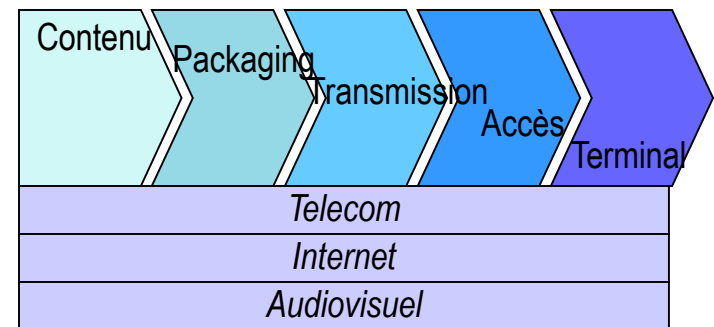 Contenu
Packaging
Transmission
Accès
Terminal
Telecom
Internet
Audiovisuel